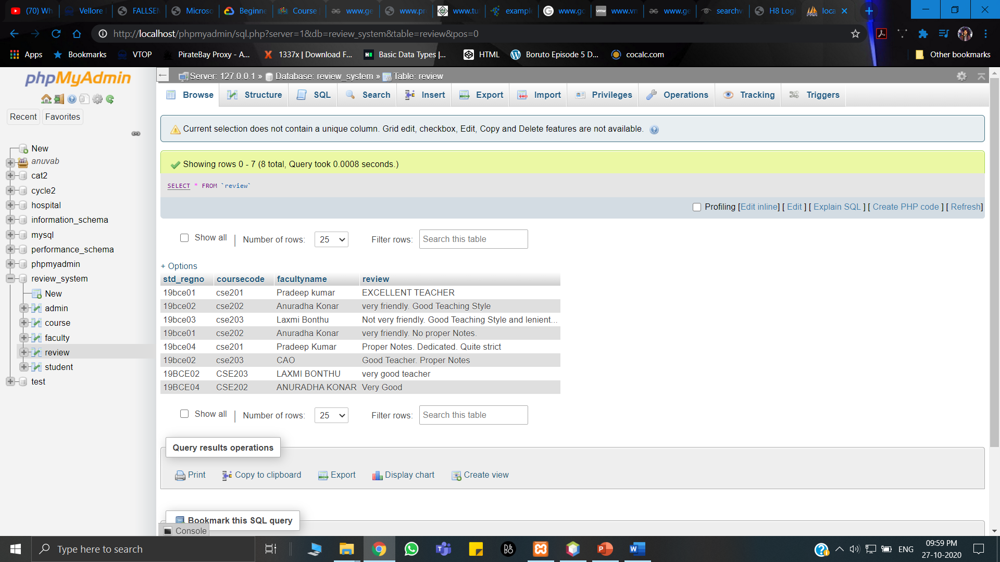 (70) Wh Vellore FALLSEM Microso Beginne Course www.ge www.pr www.tu example www.go www.vm www.ge searchv H8 Logi loca
http://localhost/phpmyadmin/sql.php?server=1&db=review_system&table=review&pos=0
Apps Bookmarks VTOP PirateBay Proxy - A... 1337x | Download F... Basic Data Types |... HTML Boruto Episode 5 D... cocalc.com Other bookmarks
phpMyAdmin
Recent Favorites
New
anuvab
cat2
cycle2
hospital
information_schema
mysql
performance_schema
phpmyadmin
review_system
New
admin
course
faculty
review
student
test
Server: 127.0.0.1 » Database: review_system » Table: review
Browse Structure SQL Search Insert Export Import Privileges Operations Tracking Triggers
Current selection does not contain a unique column. Grid edit, checkbox, Edit, Copy and Delete features are not available.
Showing rows 0 - 7 (8 total, Query took 0.0008 seconds.)
SELECT * FROM `review`
Profiling [Edit inline] [ Edit ] [ Explain SQL ] [ Create PHP code ] [ Refresh]
Show all | Number of rows: 25 Filter rows: Search this table
+ Options
std_regno coursecode facultyname review
19bce01 cse201 Pradeep kumar EXCELLENT TEACHER
19bce02 cse202 Anuradha Konar very friendly. Good Teaching Style
19bce03 cse203 Laxmi Bonthu Not very friendly. Good Teaching Style and lenient...
19bce01 cse202 Anuradha Konar very friendly. No proper Notes.
19bce04 cse201 Pradeep Kumar Proper Notes. Dedicated. Quite strict
19bce02 cse203 CAO Good Teacher. Proper Notes
19BCE02 CSE203 LAXMI BONTHU very good teacher
19BCE04 CSE202 ANURADHA KONAR Very Good
Show all | Number of rows: 25 Filter rows: Search this table
Query results operations
Print Copy to clipboard Export Display chart Create view
Bookmark this SQL query
Console
Type here to search
ENG
09:59 PM
27-10-2020